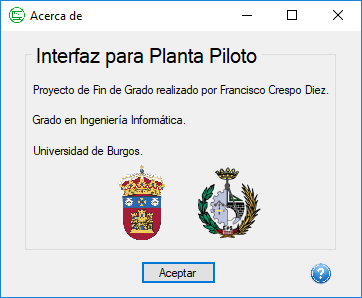 Acerca de
Interfaz para Planta Piloto
Proyecto de Fin de Grado realizado por Francisco Crespo Diez.
Grado en Ingeniería Informática.
Universidad de Burgos.
EPS
Aceptar
?